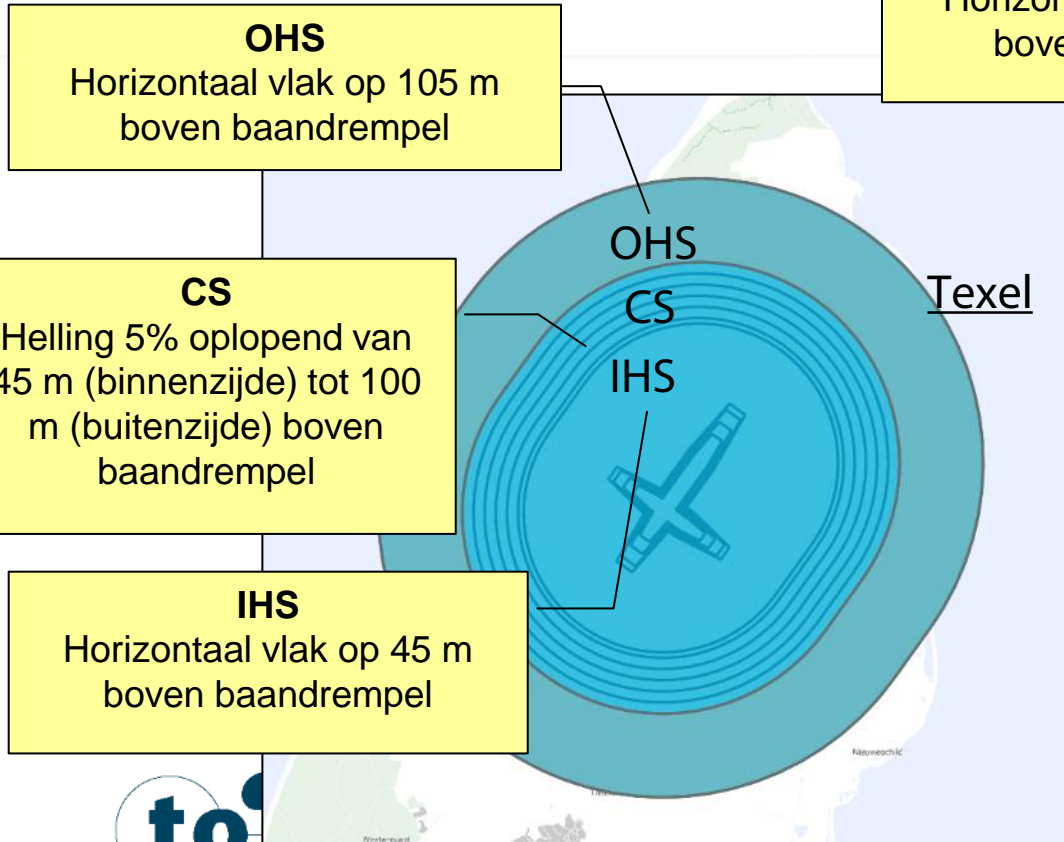 OHS
Horizontaal vlak op 105 m
boven baandrempel
CS
Helling 5% oplopend van
45 m (binnenzijde) tot 100
m (buitenzijde) boven
baandrempel
IHS
Horizontaal vlak op 45 m
boven baandrempel
OHS
CS
IHS
Texel
to